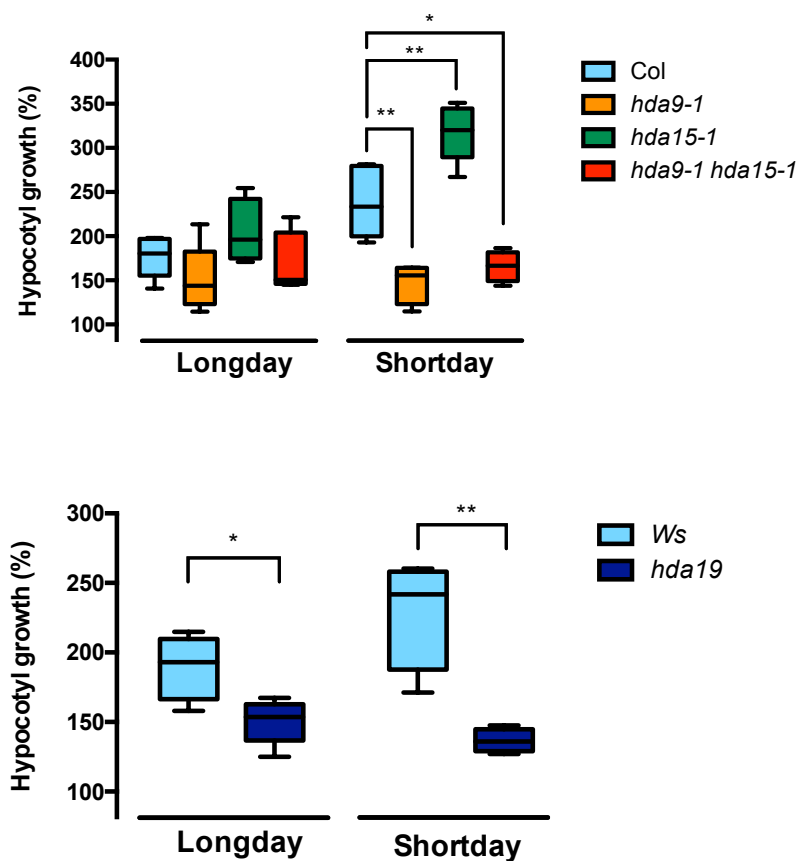 Hypocotyl growth (%)
400
350
300
250
200
150
100
**
**
*
Longday
Shortday
Col
hda9-1
hda15-1
hda9-1 hda15-1
Hypocotyl growth (%)
300
250
200
150
100
*
**
Longday
Shortday
Ws
hda19